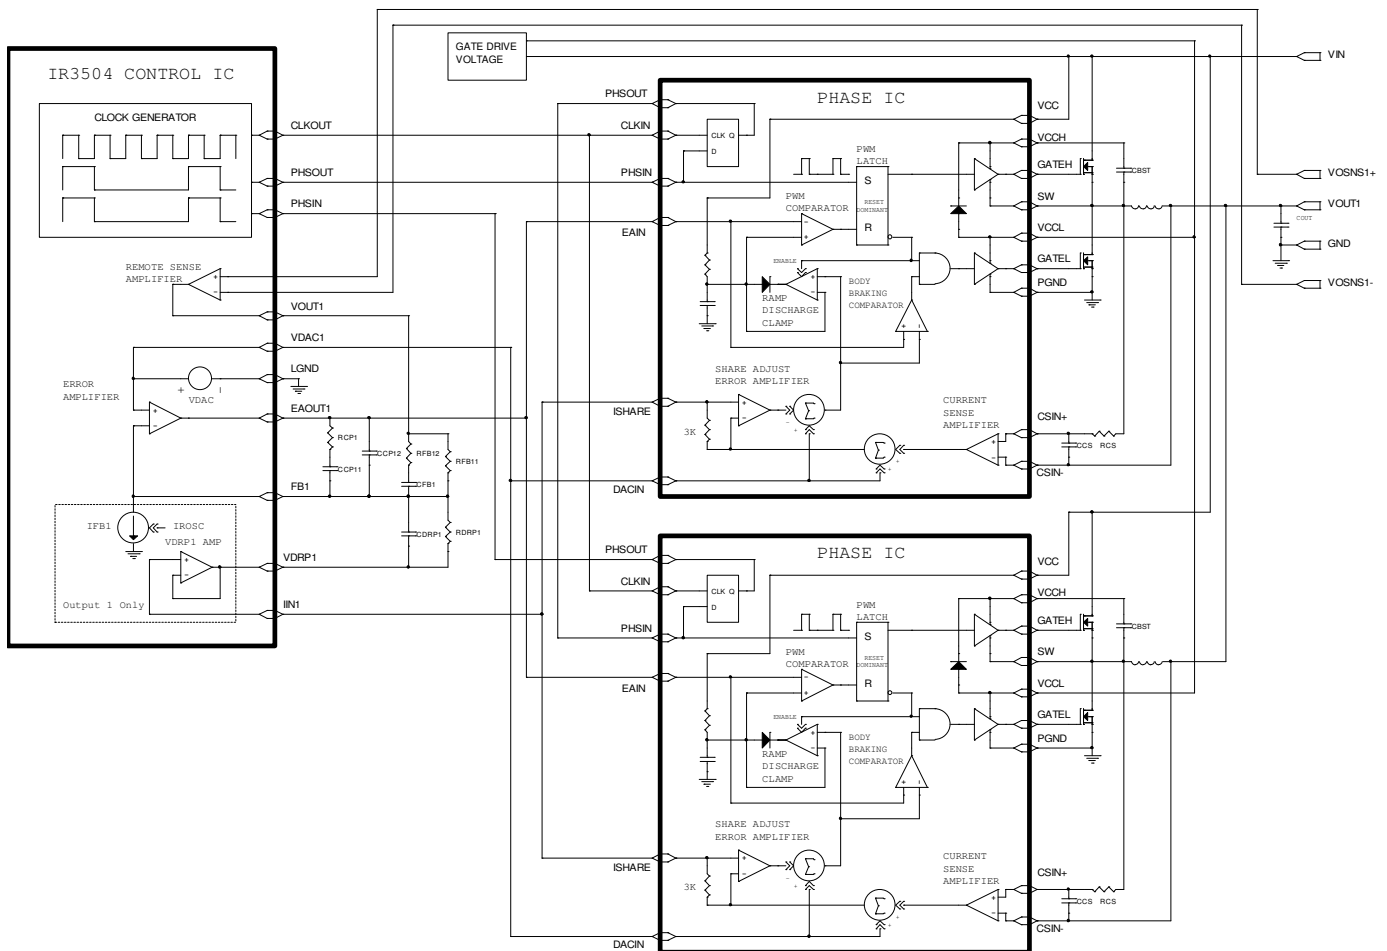 GATE DRIVE
VOLTAGE
VIN
IR3504 CONTROL IC
CLOCK GENERATOR
CLKOUT
PHSOUT
PHSIN
REMOTE SENSE
AMPLIFIER
+
−
VOUT1
VDAC1
LGND
+ VDAC −
ERROR
AMPLIFIER
+
−
EAOUT1
RCP1
CCP11
CCP12
RFB12
CFB1
RFB11
FB1
IFB1
IROSC
VDRP1 AMP
+
−
VDRP1
CDRP1
RDRP1
Output 1 Only
IIN1
PHASE IC
PHSOUT
CLKIN
PHSIN
EAIN
ISHARE
DACIN
CLK Q
D
PWM
LATCH
S
RESET
DOMINANT
R
PWM
COMPARATOR
−
+
ENABLE
+
−
RAMP
DISCHARGE
CLAMP
BODY
BRAKING
COMPARATOR
+ −
SHARE ADJUST
ERROR AMPLIFIER
+
−
3K
Σ
− +
Σ
+ +
CURRENT
SENSE
AMPLIFIER
+
−
VCC
VCCH
GATEH
SW
VCCL
GATEL
PGND
CSIN+
CSIN-
CBST
CCS RCS
VOSNS1+
VOUT1
COUT
GND
VOSNS1-
PHASE IC
PHSOUT
CLKIN
PHSIN
EAIN
ISHARE
DACIN
CLK Q
D
PWM
LATCH
S
RESET
DOMINANT
R
PWM
COMPARATOR
−
+
ENABLE
+
−
RAMP
DISCHARGE
CLAMP
BODY
BRAKING
COMPARATOR
+ −
SHARE ADJUST
ERROR AMPLIFIER
+
−
3K
Σ
− +
Σ
+ +
CURRENT
SENSE
AMPLIFIER
+
−
VCC
VCCH
GATEH
SW
VCCL
GATEL
PGND
CSIN+
CSIN-
CBST
CCS RCS